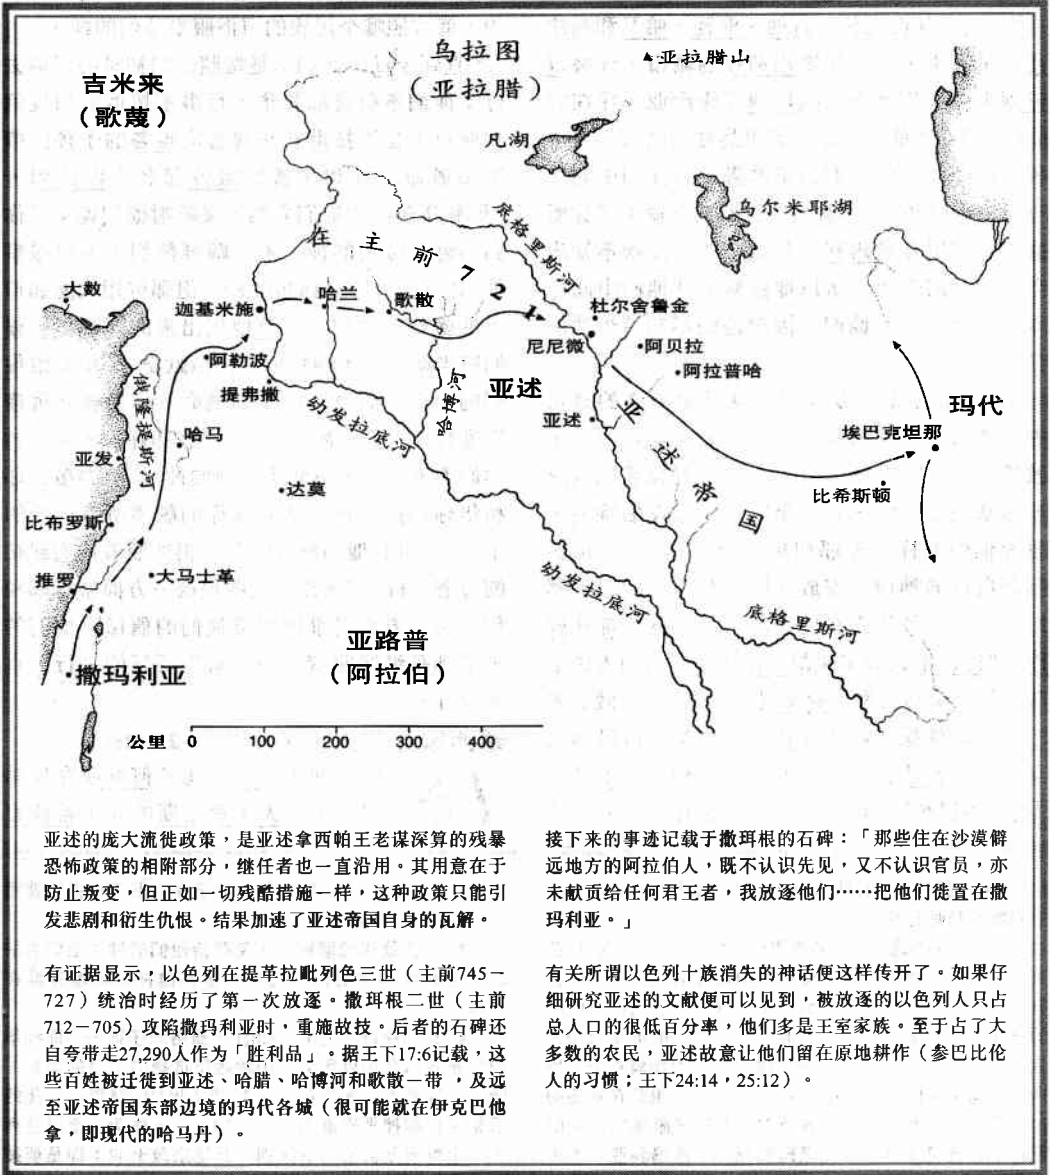 乌拉图
（亚拉腊）
▲亚拉腊山
吉米来
（歌蔑）
凡湖
乌尔米耶湖
底格里斯河
在主前721
大数
迦基米施
哈兰
歌散
杜尔舍鲁金
尼尼微
阿贝拉
阿拉普哈
阿勒波
提弗撒
俄隆提斯河
哈博河
亚述
玛代
幼发拉底河
亚述
亚述帝国
埃巴克坦那
哈马
亚发
达莫
比希斯顿
比布罗斯
推罗
大马士革
幼发拉底河
底格里斯河
亚路普
（阿拉伯）
撒玛利亚
公里 0 100 200 300 400
亚述的庞大流徙政策，是亚述拿西帕王老谋深算的残暴
恐怖政策的相附部分，继任者也一直沿用。其用意在于
防止叛变，但正如一切残酷措施一样，这种政策只能引
发悲剧和衍生仇恨。结果加速了亚述帝国自身的瓦解。
有证据显示，以色列在提革拉毗列色三世（主前745－
727）统治时经历了第一次放逐。撒珥根二世（主前
712－705）攻陷撒玛利亚时，重施故技。后者的石碑还
自夸带走27,290人作为「胜利品」。据王下17:6记载，这
些百姓被迁徙到亚述、哈腊、哈博河和歌散一带 ，及远
至亚述帝国东部边境的玛代各城（很可能就在伊克巴他
拿，即现代的哈马丹）。
接下来的事迹记载于撒珥根的石碑：「那些住在沙漠僻
远地方的阿拉伯人，既不认识先见，又不认识官员，亦
未献贡给任何君王者，我放逐他们……把他们徙置在撒
玛利亚。」
有关所谓以色列十族消失的神话便这样传开了。如果仔
细研究亚述的文献便可以见到，被放逐的以色列人只占
总人口的很低百分率，他们多是王室家族。至于占了大
多数的农民，亚述故意让他们留在原地耕作（参巴比伦
人的习惯；王下24:14，25:12）。